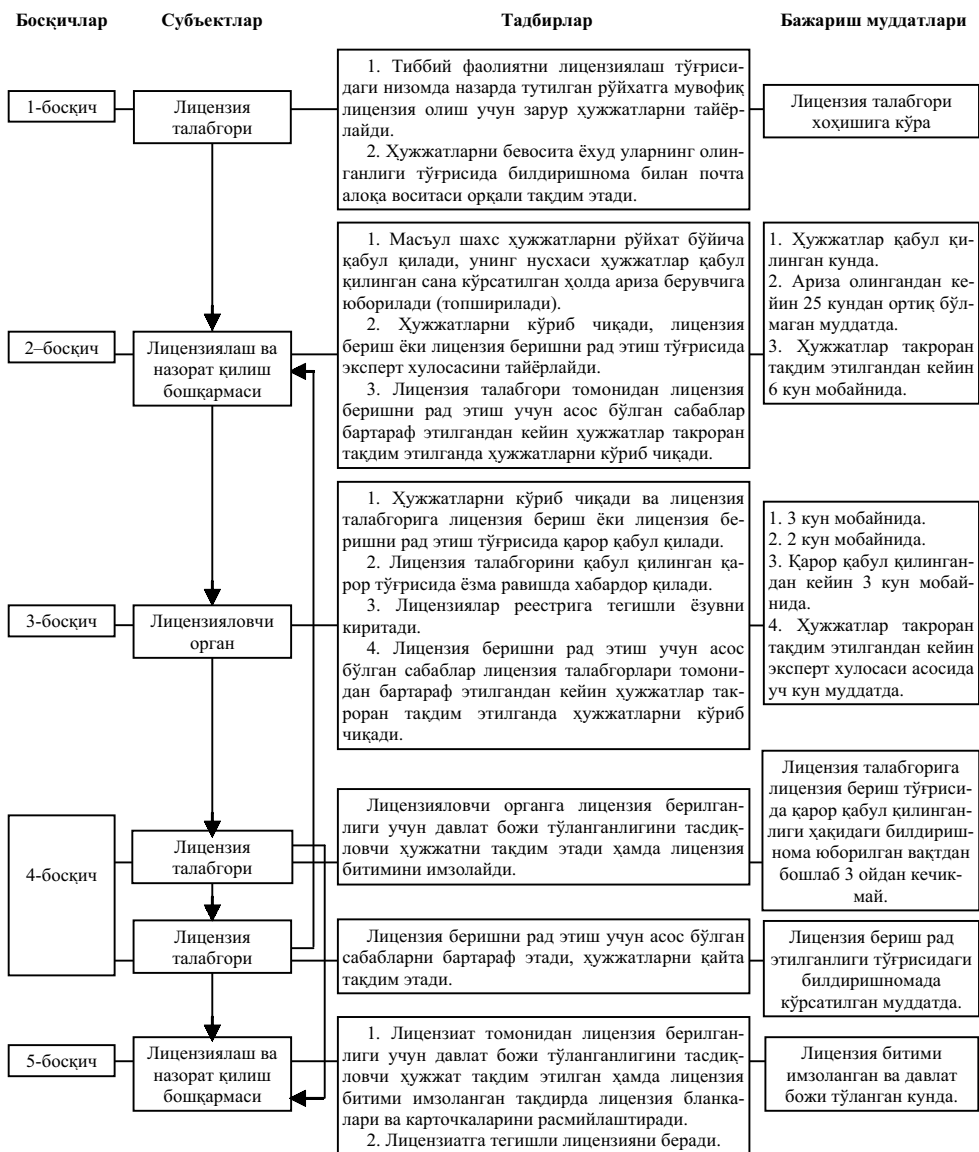 Босқичлар Субъектлар Тадбирлар Бажариш муддатлари
1-босқич
Лицензия
талабгори
1. Тиббий фаолиятни лицензиялаш тўғриси-
даги низомда назарда тутилган рўйхатга мувофиқ
лицензия олиш учун зарур ҳужжатларни тайёр-
лайди.
2. Ҳужжатларни бевосита ёхуд уларнинг олин-
ганлиги тўғрисида билдиришнома билан почта
алоқа воситаси орқали тақдим этади.
Лицензия талабгори
хоҳишига кўра
2–босқич
Лицензиялаш ва
назорат қилиш
бошқармаси
1. Масъул шахс ҳужжатларни рўйхат бўйича
қабул қилади, унинг нусхаси ҳужжатлар қабул
қилинган сана кўрсатилган ҳолда ариза берувчига
юборилади (топширилади).
2. Ҳужжатларни кўриб чиқади, лицензия
бериш ёки лицензия беришни рад этиш тўғрисида
эксперт хулосасини тайёрлайди.
3. Лицензия талабгори томонидан лицензия
беришни рад этиш учун асос бўлган сабаблар
бартараф этилгандан кейин ҳужжатлар такроран
тақдим этилганда ҳужжатларни кўриб чиқади.
1. Ҳужжатлар қабул қи-
линган кунда.
2. Ариза олингандан ке-
йин 25 кундан ортиқ бўл-
маган муддатда.
3. Ҳужжатлар такроран
тақдим этилгандан кейин
6 кун мобайнида.
3-босқич
Лицензияловчи
орган
1. Ҳужжатларни кўриб чиқади ва лицензия
талабгорига лицензия бериш ёки лицензия бе-
ришни рад этиш тўғрисида қарор қабул қилади.
2. Лицензия талабгорини қабул қилинган қа-
рор тўғрисида ёзма равишда хабардор қилади.
3. Лицензиялар реестрига тегишли ёзувни
киритади.
4. Лицензия беришни рад этиш учун асос
бўлган сабаблар лицензия талабгорлари томони-
дан бартараф этилгандан кейин ҳужжатлар так-
роран тақдим этилганда ҳужжатларни кўриб
чиқади.
1. 3 кун мобайнида.
2. 2 кун мобайнида.
3. Қарор қабул қилинган-
дан кейин 3 кун мобай-
нида.
4. Ҳужжатлар такроран
тақдим этилгандан кейин
эксперт хулосаси асосида
уч кун муддатда.
4-босқич
Лицензия
талабгори
Лицензияловчи органга лицензия берилган-
лиги учун давлат божи тўланганлигини тасдиқ-
ловчи ҳужжатни тақдим этади ҳамда лицензия
битимини имзолайди.
Лицензия талабгорига
лицензия бериш тўғриси-
да қарор қабул қилинган-
лиги ҳақидаги билдириш-
нома юборилган вақтдан
бошлаб 3 ойдан кечик-
май.
Лицензия
талабгори
Лицензия беришни рад этиш учун асос бўлган
сабабларни бартараф этади, ҳужжатларни қайта
тақдим этади.
Лицензия бериш рад
этилганлиги тўғрисидаги
билдиришномада
кўрсатилган муддатда.
5-босқич
Лицензиялаш ва
назорат қилиш
бошқармаси
1. Лицензиат томонидан лицензия берилган-
лиги учун давлат божи тўланганлигини тасдиқ-
ловчи ҳужжат тақдим этилган ҳамда лицензия
битими имзоланган тақдирда лицензия бланка-
лари ва карточкаларини расмийлаштиради.
2. Лицензиатга тегишли лицензияни беради.
Лицензия битими
имзоланган ва давлат
божи тўланган кунда.